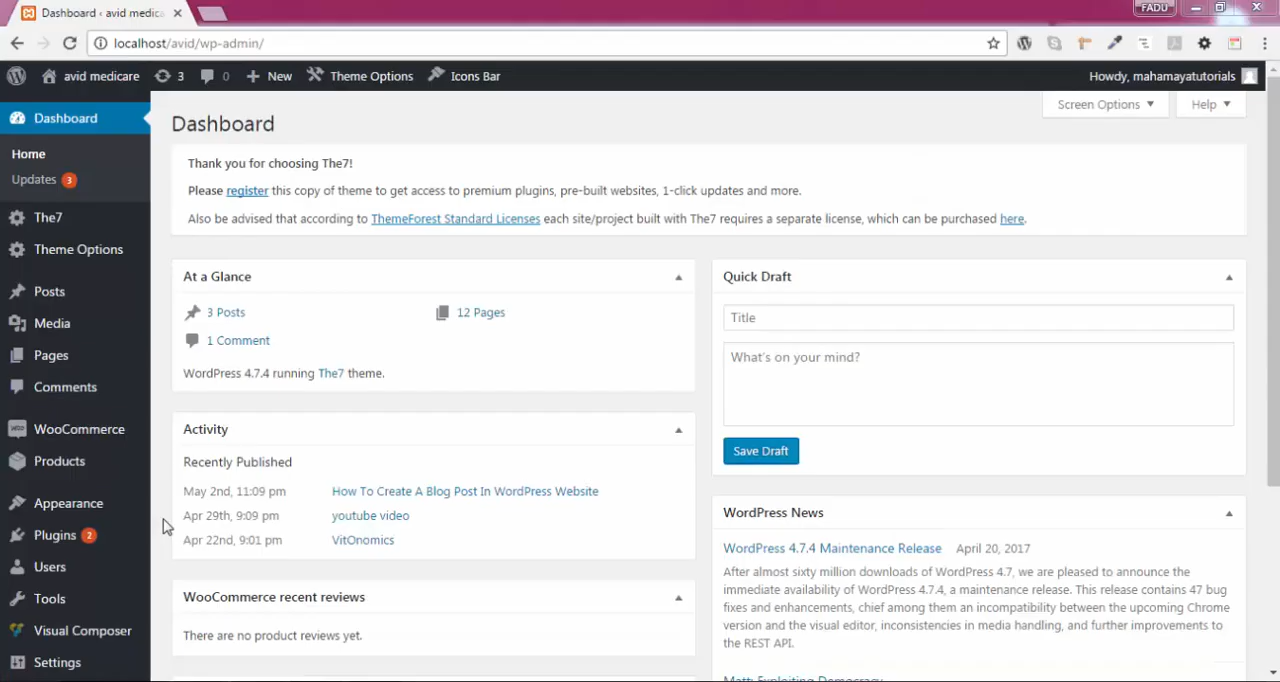 Dashboard ‹ avid medica
FADU
localhost/avid/wp-admin/
avid medicare
3
0
New
Theme Options
Icons Bar
Howdy, mahamayatutorials
Dashboard
Home
Updates 3
The7
Theme Options
Posts
Media
Pages
Comments
WooCommerce
Products
Appearance
Plugins 2
Users
Tools
Visual Composer
Settings
Screen Options
Help
Dashboard
Thank you for choosing The7!
Please register this copy of theme to get access to premium plugins, pre-built websites, 1-click updates and more.
Also be advised that according to ThemeForest Standard Licenses each site/project built with The7 requires a separate license, which can be purchased here.
At a Glance
3 Posts
12 Pages
1 Comment
WordPress 4.7.4 running The7 theme.
Activity
Recently Published
May 2nd, 11:09 pm How To Create A Blog Post In WordPress Website
Apr 29th, 9:09 pm youtube video
Apr 22nd, 9:01 pm VitOnomics
WooCommerce recent reviews
There are no product reviews yet.
Quick Draft
Title
What's on your mind?
Save Draft
WordPress News
WordPress 4.7.4 Maintenance Release April 20, 2017
After almost sixty million downloads of WordPress 4.7, we are pleased to announce the
immediate availability of WordPress 4.7.4, a maintenance release. This release contains 47 bug
fixes and enhancements, chief among them an incompatibility between the upcoming Chrome
version and the visual editor, inconsistencies in media handling, and further improvements to
the REST API.
Matt: Exploiting Democracy